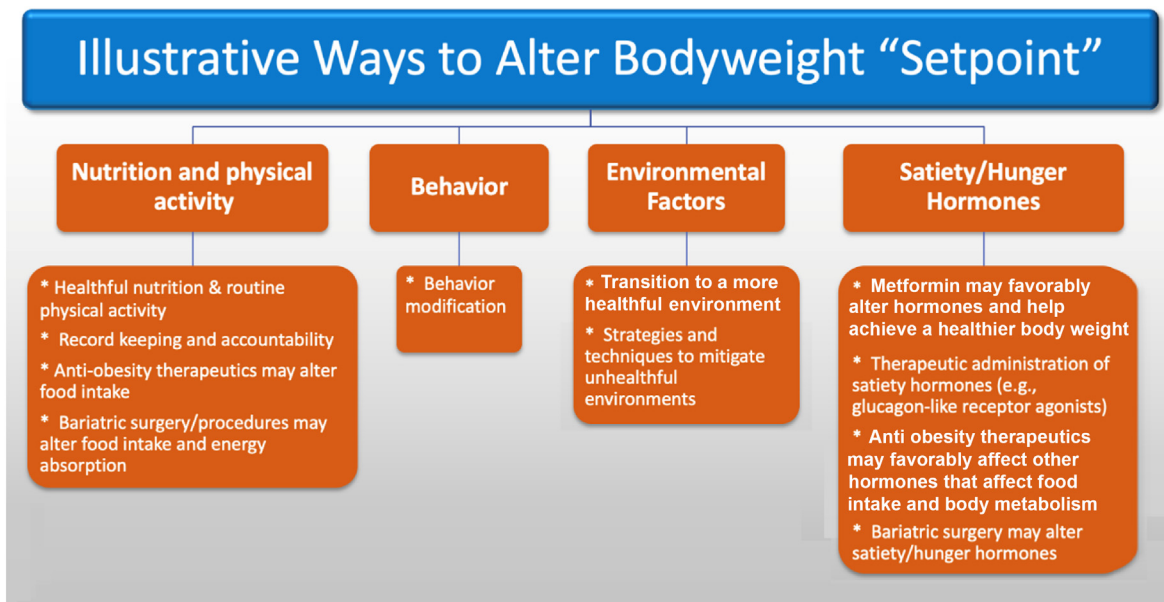 Illustrative Ways to Alter Bodyweight “Setpoint”
Nutrition and physical
activity
* Healthful nutrition & routine
physical activity
* Record keeping and accountability
* Anti-obesity therapeutics may alter
food intake
* Bariatric surgery/procedures may
alter food intake and energy
absorption
Behavior
* Behavior
modification
Environmental
Factors
* Transition to a more
healthful environment
* Strategies and
techniques to mitigate
unhealthful
environments
Satiety/Hunger
Hormones
* Metformin may favorably
alter hormones and help
achieve a healthier body weight
* Therapeutic administration of
satiety hormones (e.g.,
glucagon-like receptor agonists)
* Anti obesity therapeutics
may favorably affect other
hormones that affect food
intake and body metabolism
* Bariatric surgery may alter
satiety/hunger hormones